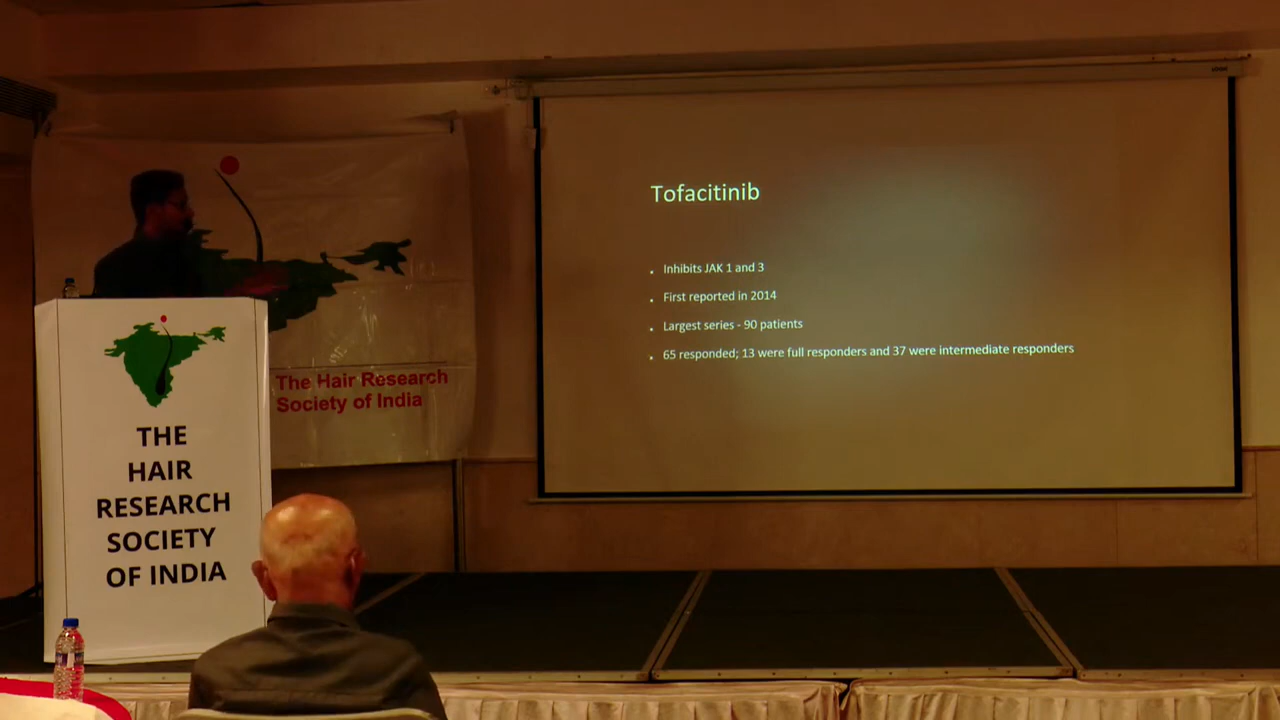 Tofacitinib
Inhibits JAK 1 and 3
First reported in 2014
Largest series - 90 patients
65 responded; 13 were full responders and 37 were intermediate responders
The Hair Research
Society of India
THE
HAIR
RESEARCH
SOCIETY
OF INDIA